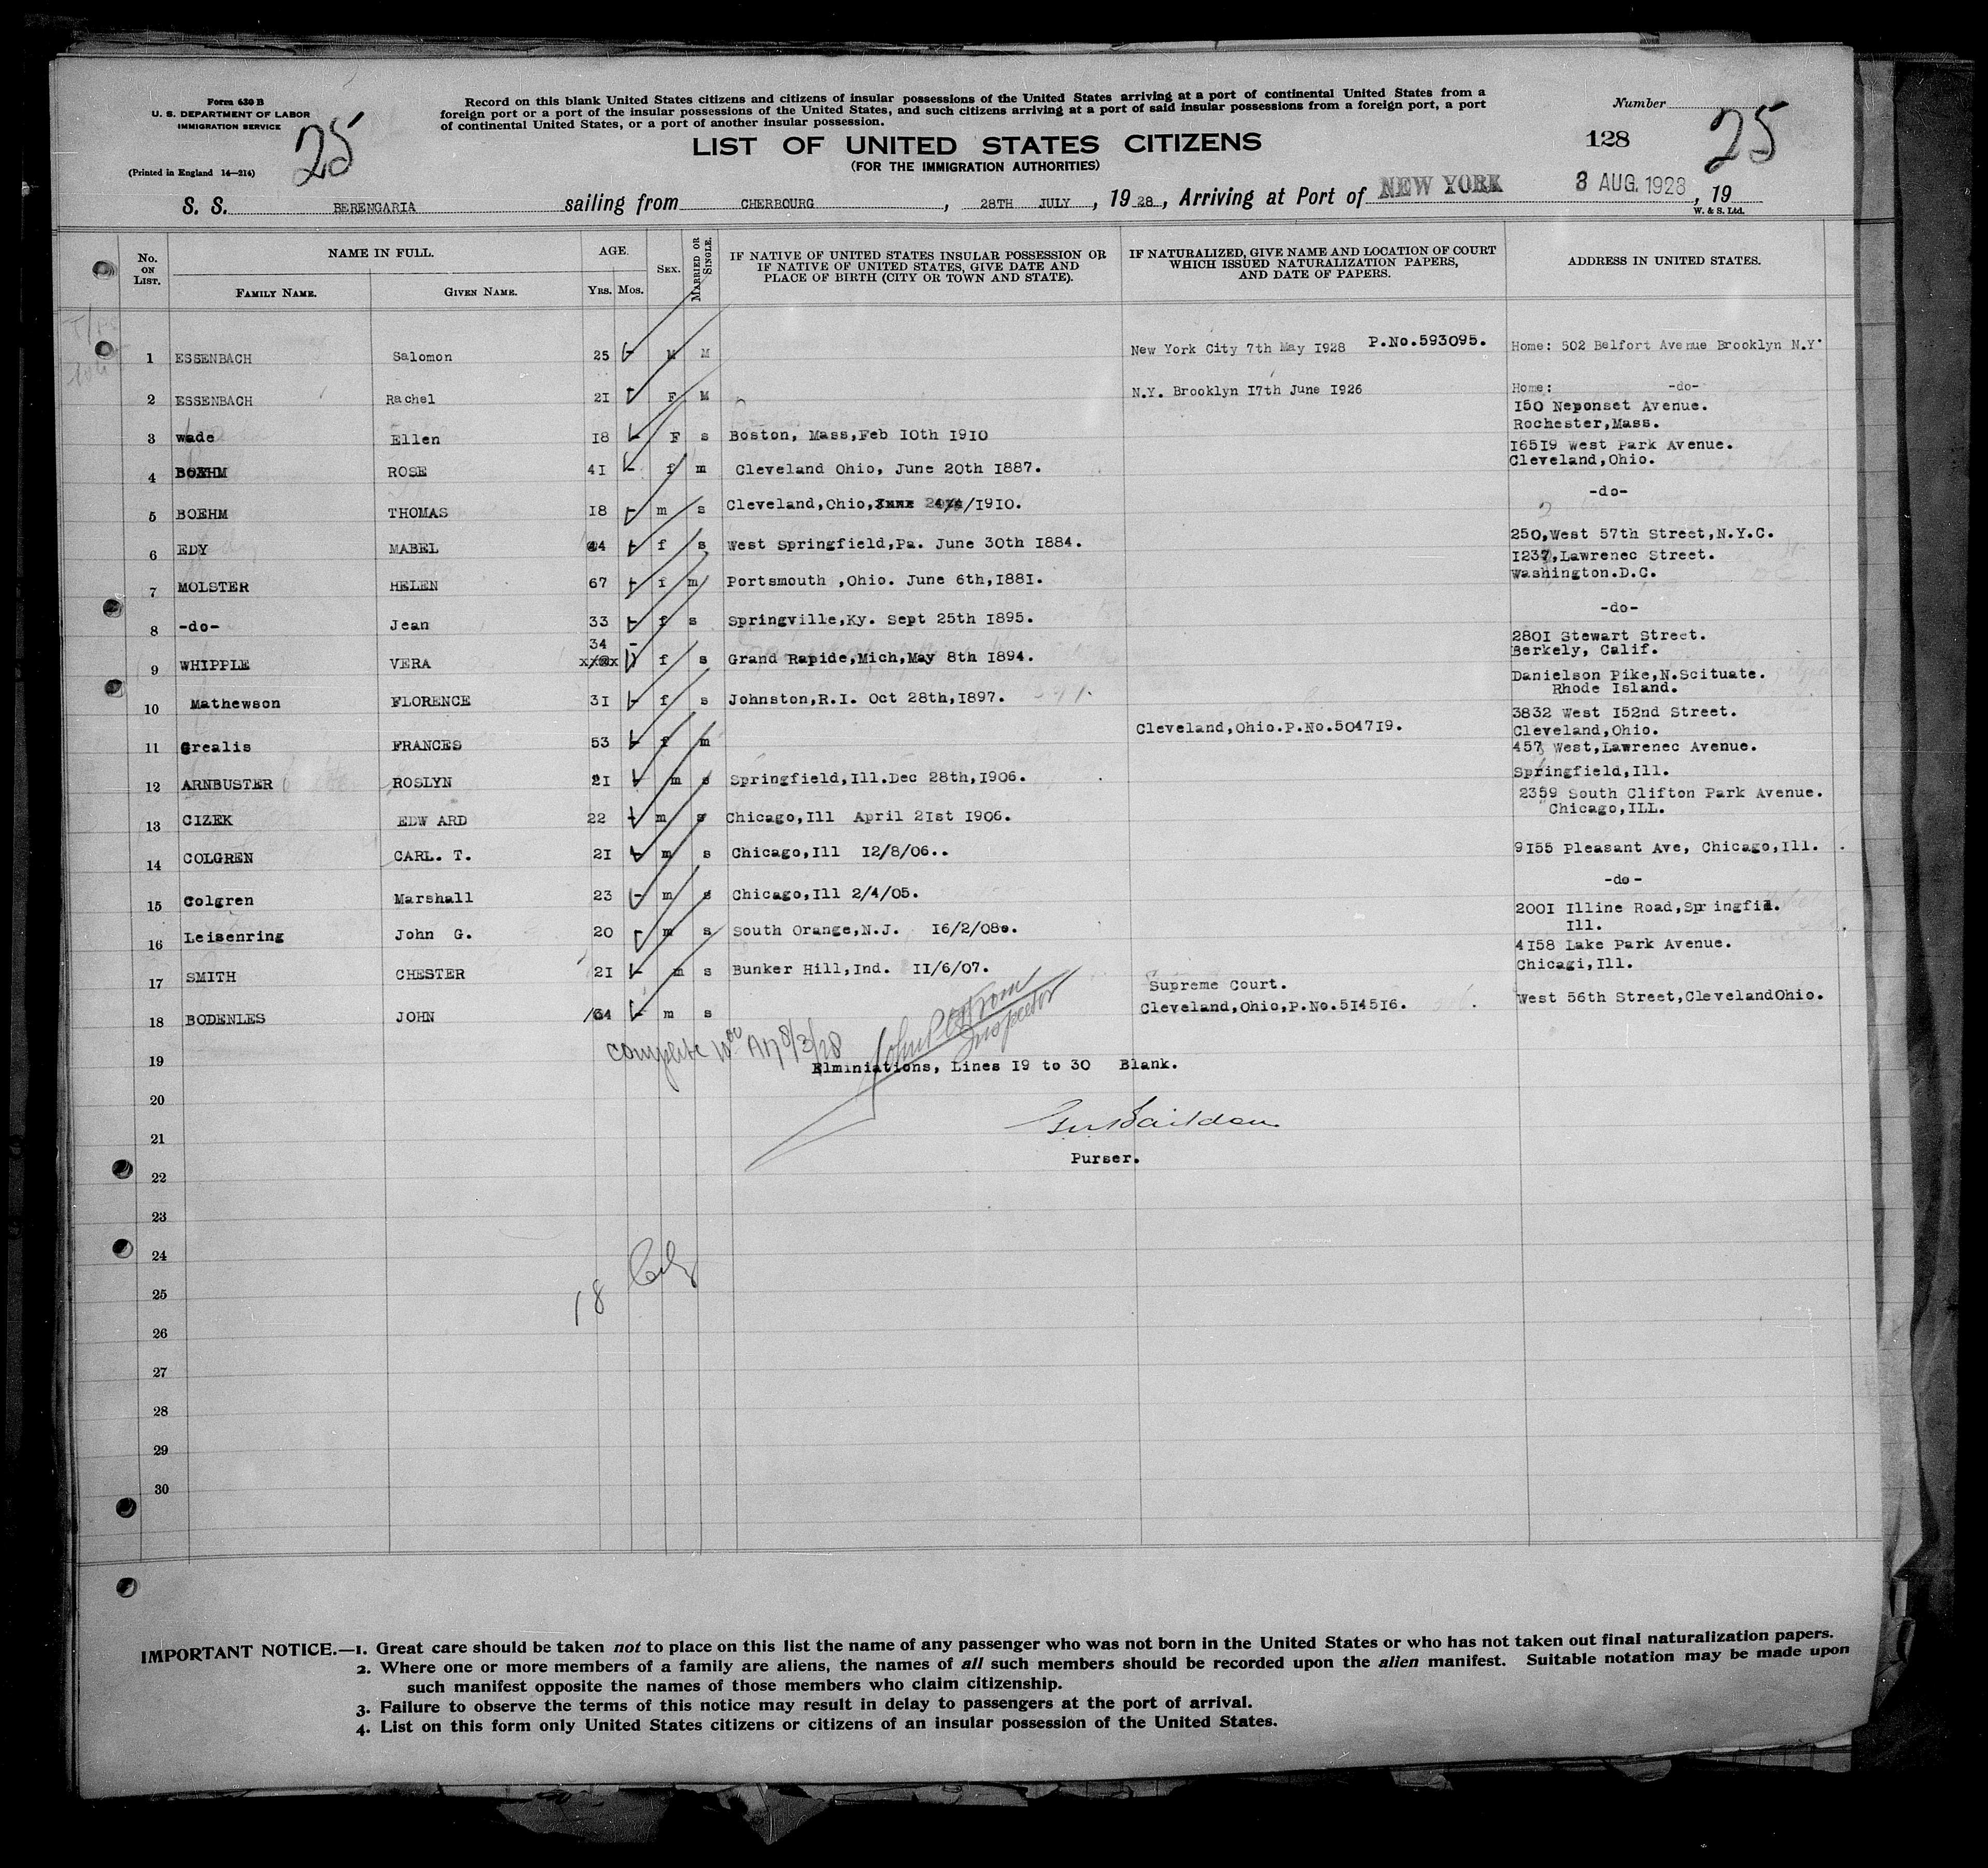 Form 630 B
U. S. DEPARTMENT OF LABOR
IMMIGRATION SERVICE
(Printed in England 14—214)
25
Record on this blank United States citizens and citizens of insular possessions of the United States arriving at a port of continental United States from a
foreign port or a port of the insular possessions of the United States, and such citizens arriving at a port of said insular possessions from a foreign port, a port
of continental United States, or a port of another insular possession.
LIST OF UNITED STATES CITIZENS
(FOR THE IMMIGRATION AUTHORITIES)
Number
128
25
S. S. BERENGARIA sailing from CHERBOURG, 28TH JULY, 1928, Arriving at Port of NEW YORK 3 AUG. 1928, 19
W. & S. Ltd.
No. ON LIST.
NAME IN FULL.
FAMILY NAME. GIVEN NAME.
AGE.
YRS. MOS.
SEX.
MARRIED OR SINGLE.
IF NATIVE OF UNITED STATES INSULAR POSSESSION OR
IF NATIVE OF UNITED STATES, GIVE DATE AND
PLACE OF BIRTH (CITY OR TOWN AND STATE).
IF NATURALIZED, GIVE NAME AND LOCATION OF COURT
WHICH ISSUED NATURALIZATION PAPERS,
AND DATE OF PAPERS.
ADDRESS IN UNITED STATES.
1 ESSENBACH Salomon 25 - M M New York City 7th May 1928 P.No.593095. Home: 502 Belfort Avenue Brooklyn N.Y.
2 ESSENBACH Rachel 21 - F M N.Y. Brooklyn 17th June 1926 Home: -do-
3 wade Ellen 18 - F s Boston, Mass,Feb 10th 1910 150 Neponset Avenue.
Rochester,Mass.
4 BOEHM ROSE 41 - f m Cleveland Ohio, June 20th 1887. 16519 West Park Avenue.
Cleveland,Ohio.
5 BOEHM THOMAS 18 - m s Cleveland,Ohio, /1910. -do-
6 EDY MABEL 44 - f s West Springfield,Pa. June 30th 1884. 250,West 57th Street,N.Y.C.
7 MOLSTER HELEN 67 - f m Portsmouth ,Ohio. June 6th,1881. 1237,Lawrenec Street.
Washington.D.C.
8 -do- Jean 33 - f s Springville,Ky. Sept 25th 1895. -do-
9 WHIPPLE VERA 34 - f s Grand Rapide,Mich,May 8th 1894. 2801 Stewart Street.
Berkely, Calif.
10 Mathewson FLORENCE 31 - f s Johnston,R.I. Oct 28th,1897. Danielson Pike,N.Scituate.
Rhode Island.
11 Grealis FRANCES 53 - f m Cleveland,Ohio.P.No.504719. 3832 West 152nd Street.
Cleveland,Ohio.
12 ARNBUSTER ROSLYN 21 - m s Springfield,Ill.Dec 28th,1906. 457 West,Lawrenec Avenue.
Springfield,Ill.
13 CIZEK EDW ARD 22 - m s Chicago,Ill April 21st 1906. 2359 South Clifton Park Avenue.
Chicago,ILL.
14 COLGREN CARL. T. 21 - m s Chicago,Ill 12/8/06.. 9155 Pleasant Ave, Chicago,Ill.
15 Colgren Marshall 23 - m s Chicago,Ill 2/4/05. -do-
16 Leisenring John G. 20 - m s South Orange,N.J. 16/2/08. 2001 Illine Road,Springfil.
Ill.
17 SMITH CHESTER 21 - m s Bunker Hill,Ind. 11/6/07. 4158 Lake Park Avenue.
Chicagi,Ill.
18 BODENLES JOHN 64 - m s Supreme Court.
Cleveland,Ohio,P.No.514516. West 56th Street,ClevelandOhio.
Complete 10 00 AM 8/3/28
Inspector
19
Elminiations, Lines 19 to 30 Blank.
20
21
Purser.
22
23
24
25
18
26
27
28
29
30
IMPORTANT NOTICE.—1. Great care should be taken not to place on this list the name of any passenger who was not born in the United States or who has not taken out final naturalization papers.
2. Where one or more members of a family are aliens, the names of all such members should be recorded upon the alien manifest. Suitable notation may be made upon
such manifest opposite the names of those members who claim citizenship.
3. Failure to observe the terms of this notice may result in delay to passengers at the port of arrival.
4. List on this form only United States citizens or citizens of an insular possession of the United States.